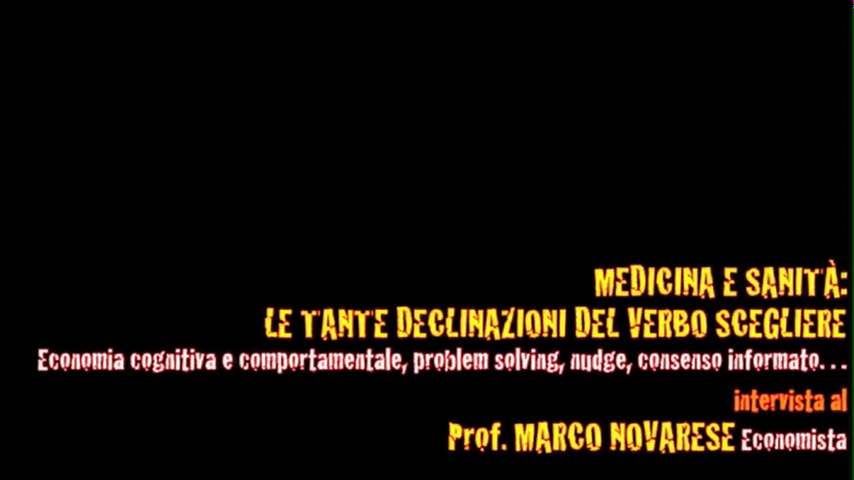 MEDICINA E SANITÀ:
LE TANTE DECLINAZIONI DEL VERBO SCEGLIERE
Economia cognitiva e comportamentale, problem solving, nudge, consenso informato...
intervista al
Prof. MARCO NOVARESE Economista